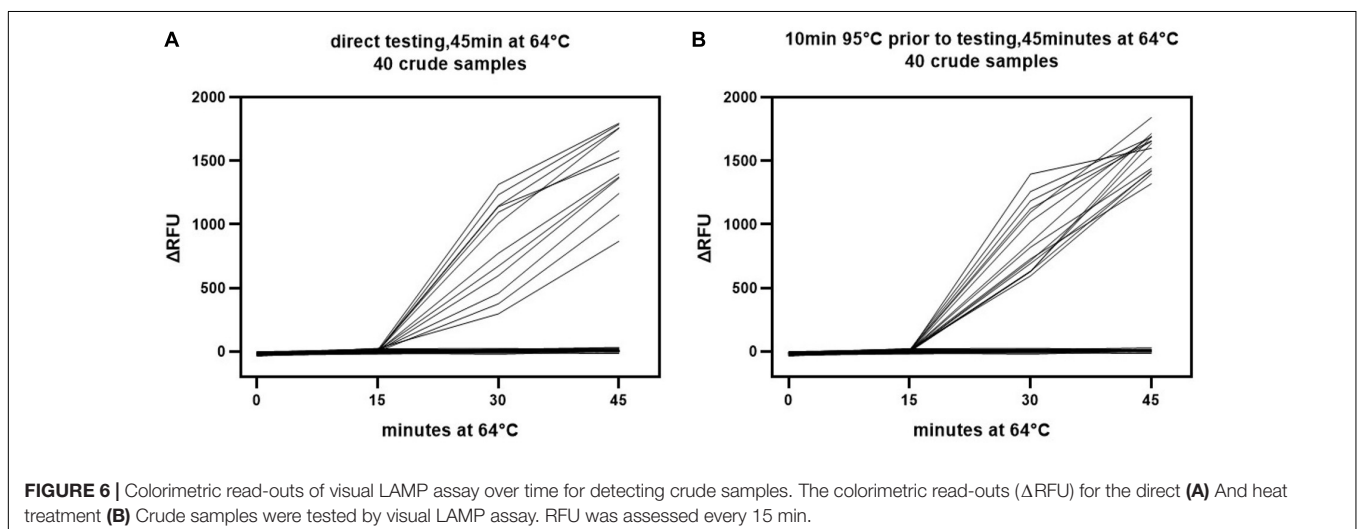 A
direct testing,45min at 64°C
40 crude samples
2000
1500
1000
500
0
ΔRFU
0 15 30 45
minutes at 64°C
B
10min 95°C prior to testing,45minutes at 64°C
40 crude samples
2000
1500
1000
500
0
ΔRFU
0 15 30 45
minutes at 64°C
FIGURE 6 | Colorimetric read-outs of visual LAMP assay over time for detecting crude samples. The colorimetric read-outs (ΔRFU) for the direct (A) And heat
treatment (B) Crude samples were tested by visual LAMP assay. RFU was assessed every 15 min.